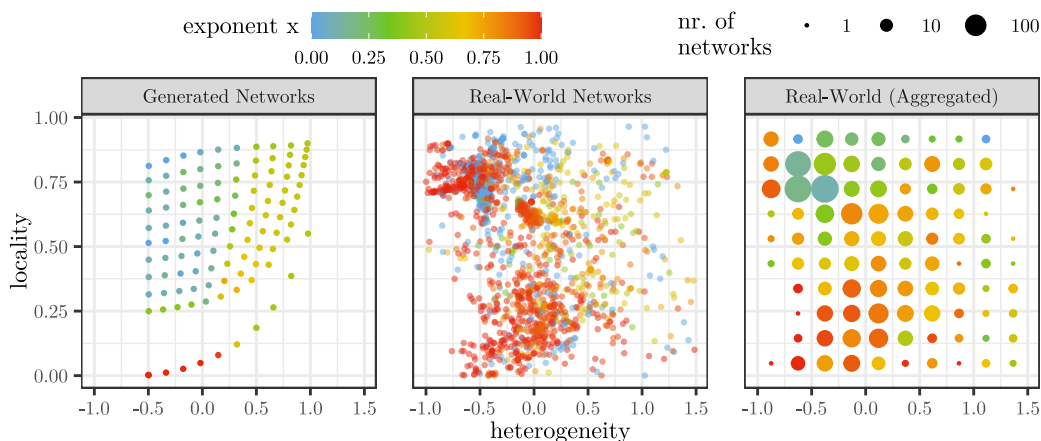 exponent x
0.00 0.25 0.50 0.75 1.00
nr. of
networks
1 10 100
Generated Networks
Real-World Networks
Real-World (Aggregated)
locality
1.00
0.75
0.50
0.25
0.00
-1.0 -0.5 0.0 0.5 1.0 1.5
-1.0 -0.5 0.0 0.5 1.0 1.5
-1.0 -0.5 0.0 0.5 1.0 1.5
heterogeneity